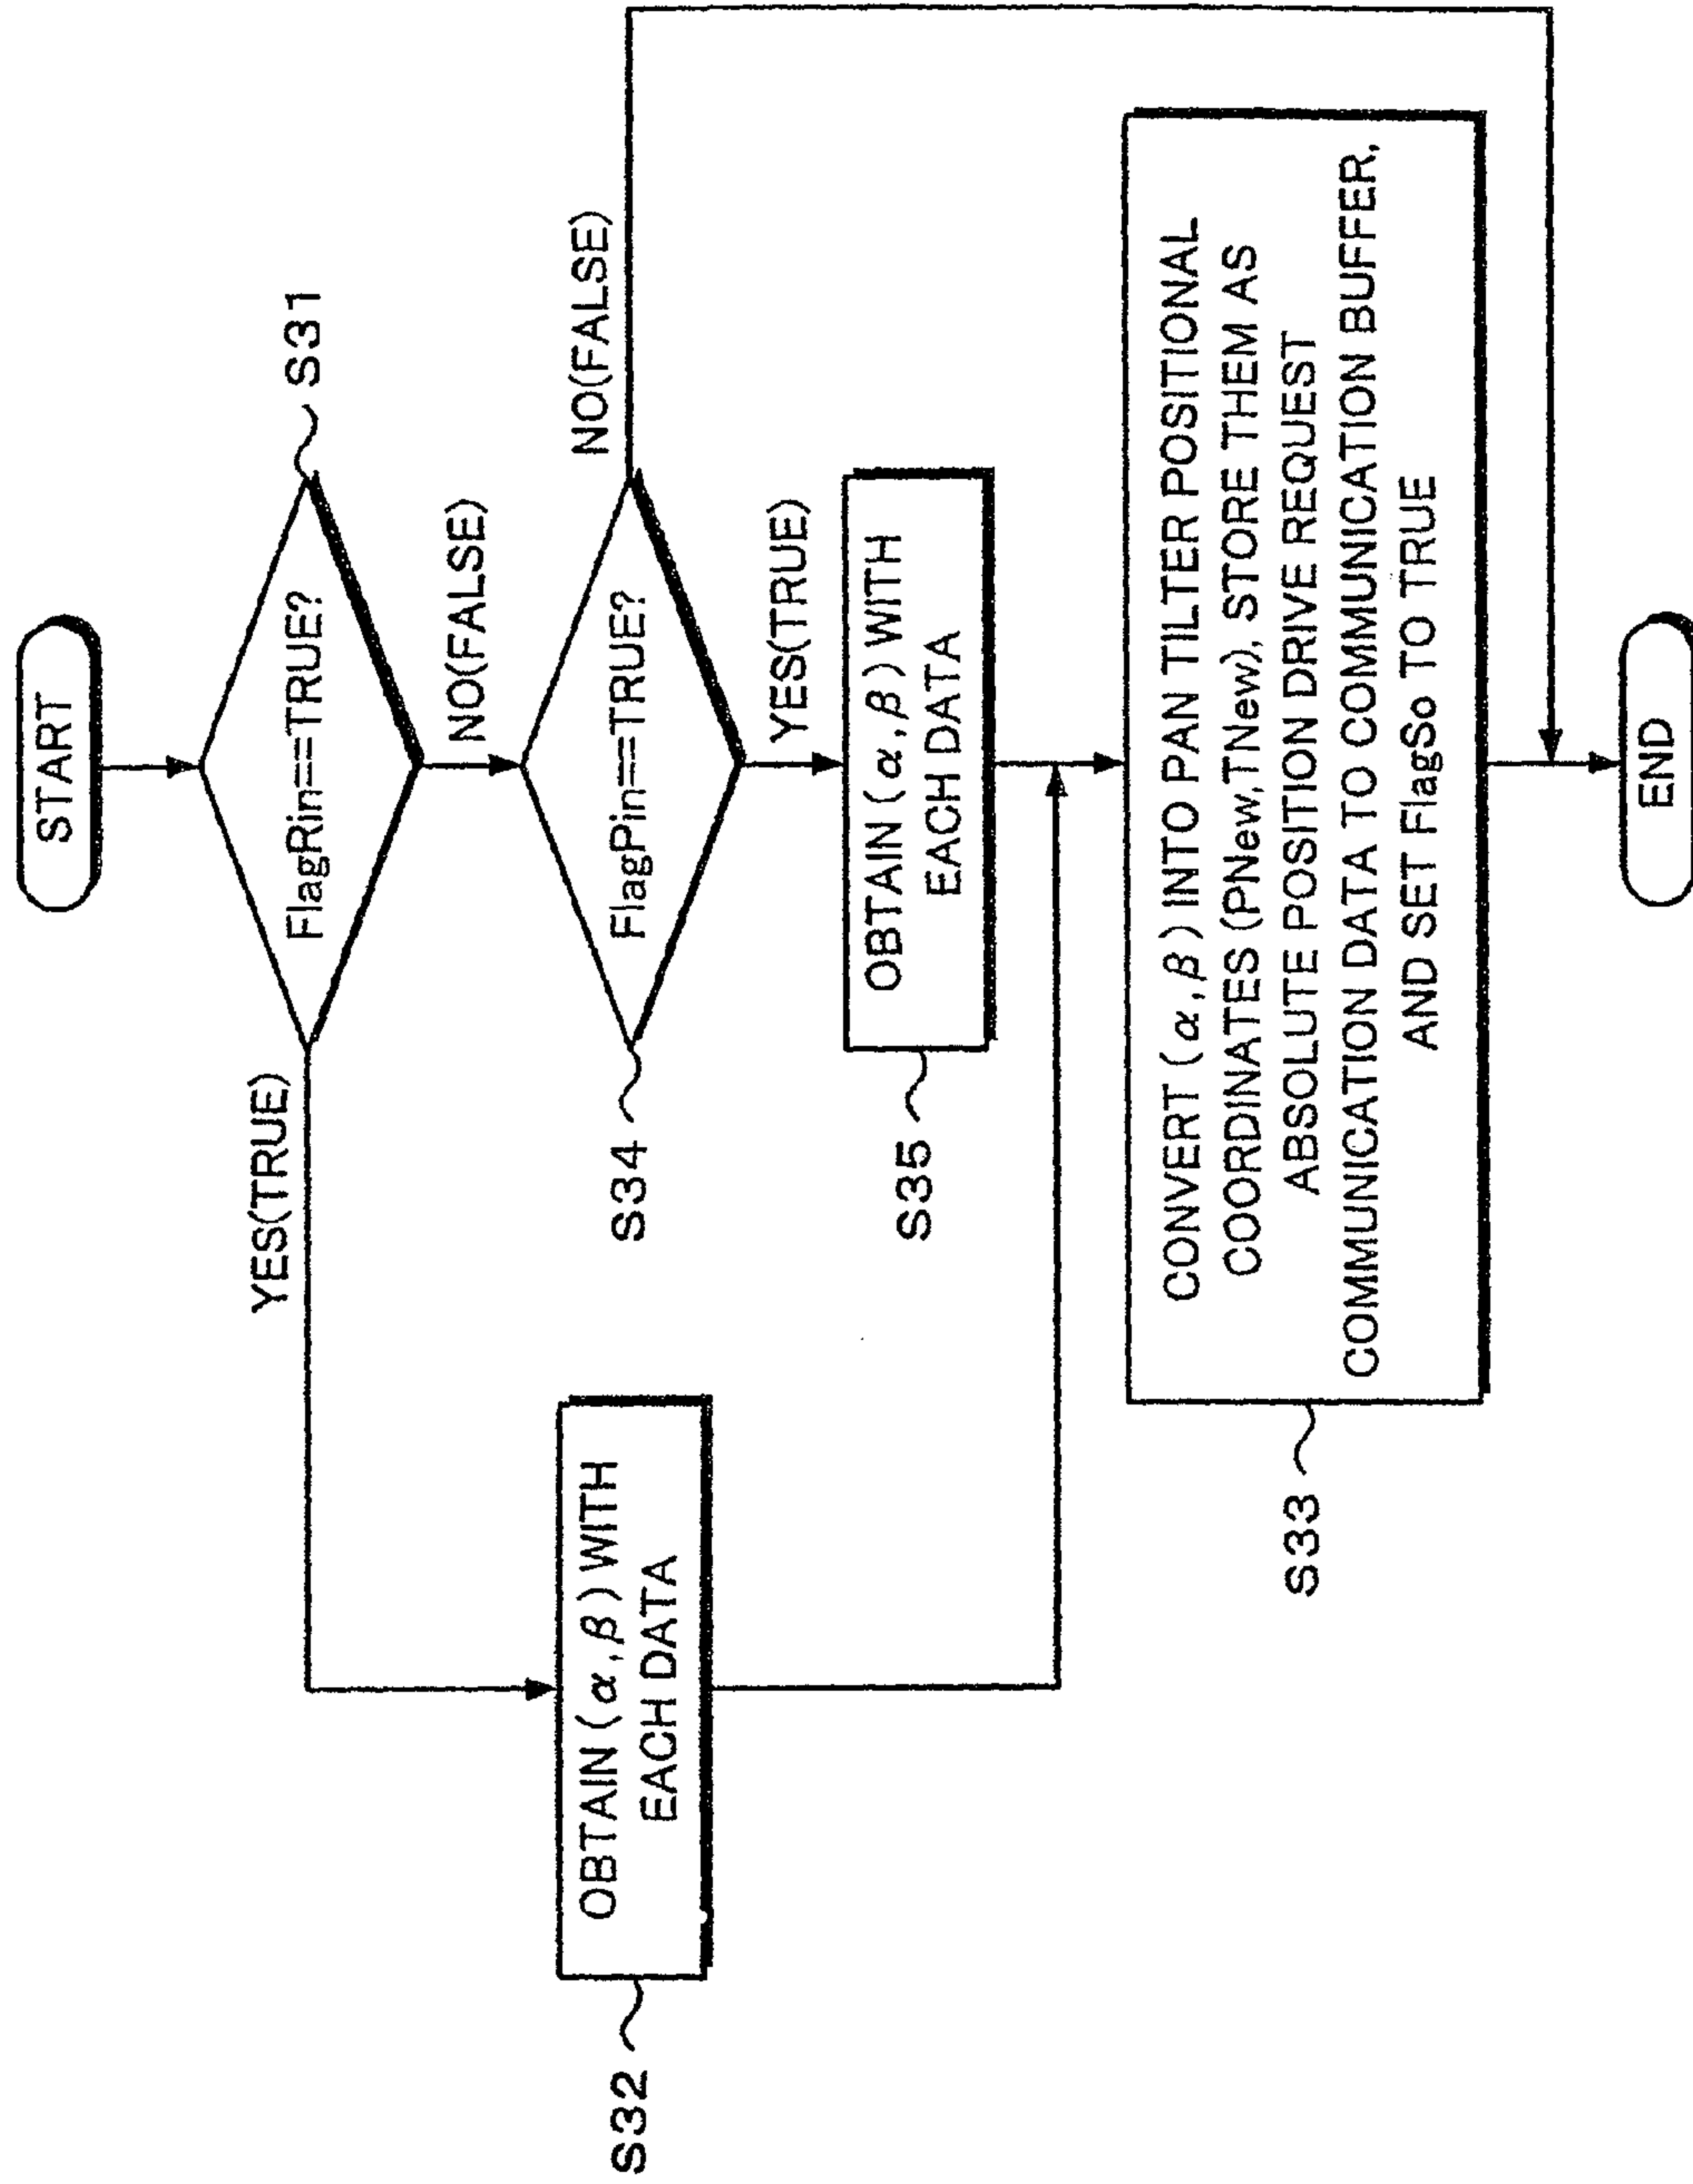 START
FlagRin==TRUE?
S31
YES(TRUE)
NO(FALSE)
OBTAIN (α,β) WITH
EACH DATA
S32
FlagPin==TRUE?
S34
NO(FALSE)
YES(TRUE)
OBTAIN (α,β) WITH
EACH DATA
S35
CONVERT (α,β) INTO PAN TILTER POSITIONAL
COORDINATES (PNew,TNew), STORE THEM AS
ABSOLUTE POSITION DRIVE REQUEST
COMMUNICATION DATA TO COMMUNICATION BUFFER,
AND SET FlagSo TO TRUE
S33
END